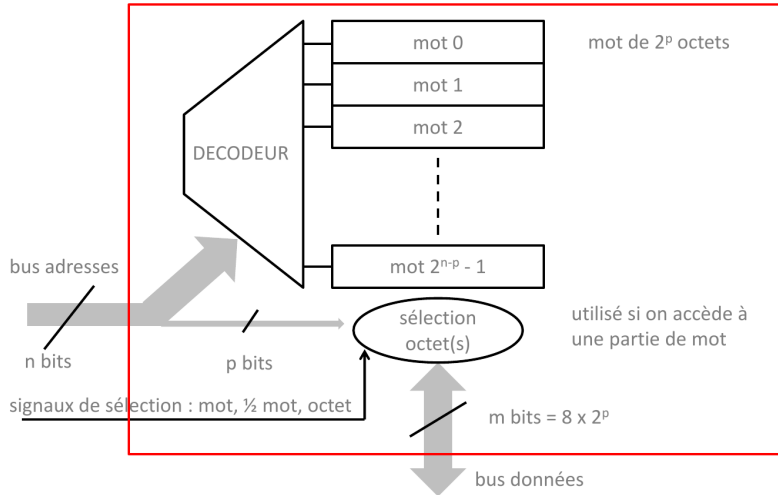 mot 0
mot de 2ᵖ octets
mot 1
mot 2
DECODEUR
mot 2ⁿ⁻ᵖ - 1
bus adresses
sélection
octet(s)
utilisé si on accède à
une partie de mot
n bits
p bits
signaux de sélection : mot, ½ mot, octet
m bits = 8 x 2ᵖ
bus données